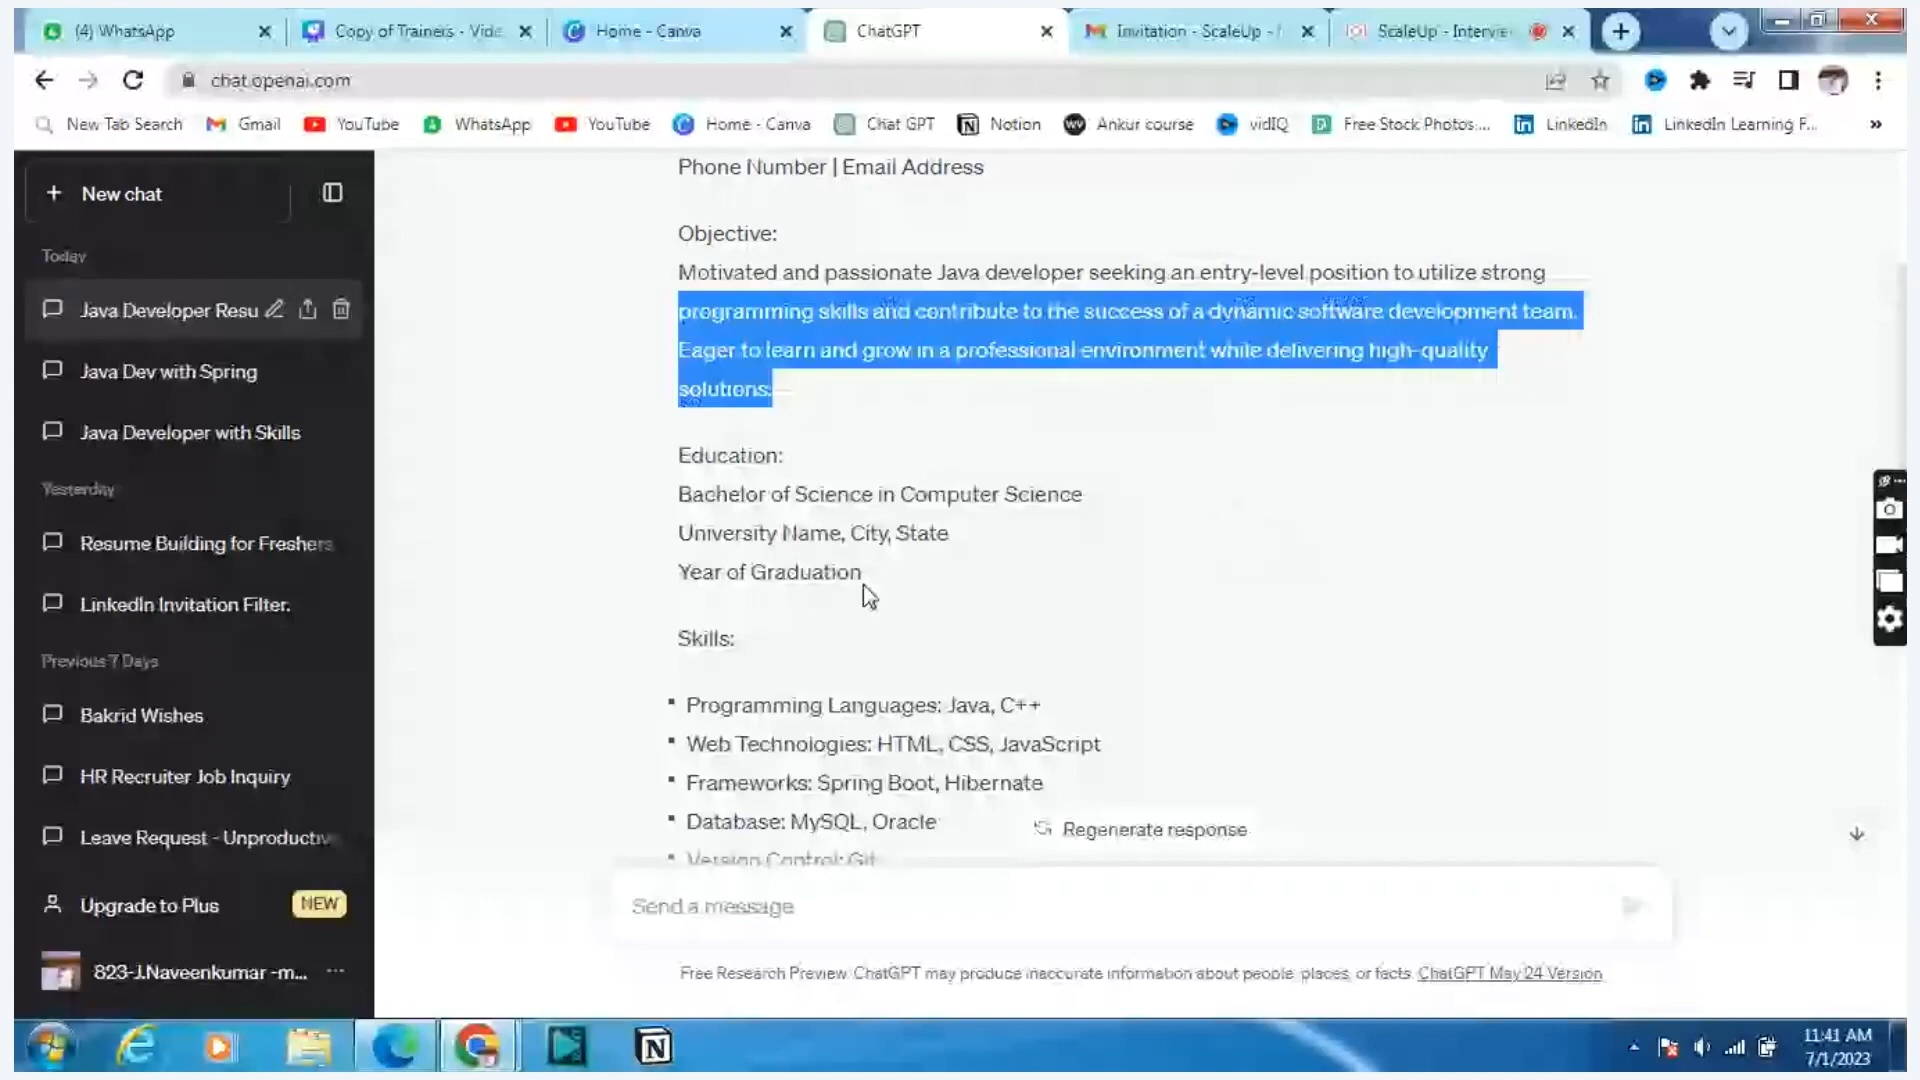 (4) WhatsApp
Copy of Trainers - Vide
Home - Canva
ChatGPT
Invitation - ScaleUp -
ScaleUp - Intervie
chat.openai.com
New Tab Search
Gmail
YouTube
WhatsApp
YouTube
Home - Canva
Chat GPT
Notion
Ankur course
vidIQ
Free Stock Photos:...
LinkedIn
LinkedIn Learning F...
»
+ New chat
Today
Java Developer Resu
Java Dev with Spring
Java Developer with Skills
Yesterday
Resume Building for Freshers
LinkedIn Invitation Filter.
Previous 7 Days
Bakrid Wishes
HR Recruiter Job Inquiry
Leave Request - Unproductiv
Upgrade to Plus
NEW
823-J.Naveenkumar -m...
Phone Number | Email Address
Objective:
Motivated and passionate Java developer seeking an entry-level position to utilize strong
programming skills and contribute to the success of a dynamic software development team.
Eager to learn and grow in a professional environment while delivering high-quality
solutions.
Education:
Bachelor of Science in Computer Science
University Name, City, State
Year of Graduation
Skills:
▪ Programming Languages: Java, C++
▪ Web Technologies: HTML, CSS, JavaScript
▪ Frameworks: Spring Boot, Hibernate
▪ Database: MySQL, Oracle
▪ Version Control: Git
Regenerate response
Send a message
Free Research Preview. ChatGPT may produce inaccurate information about people, places, or facts. ChatGPT May 24 Version
11:41 AM
7/1/2023